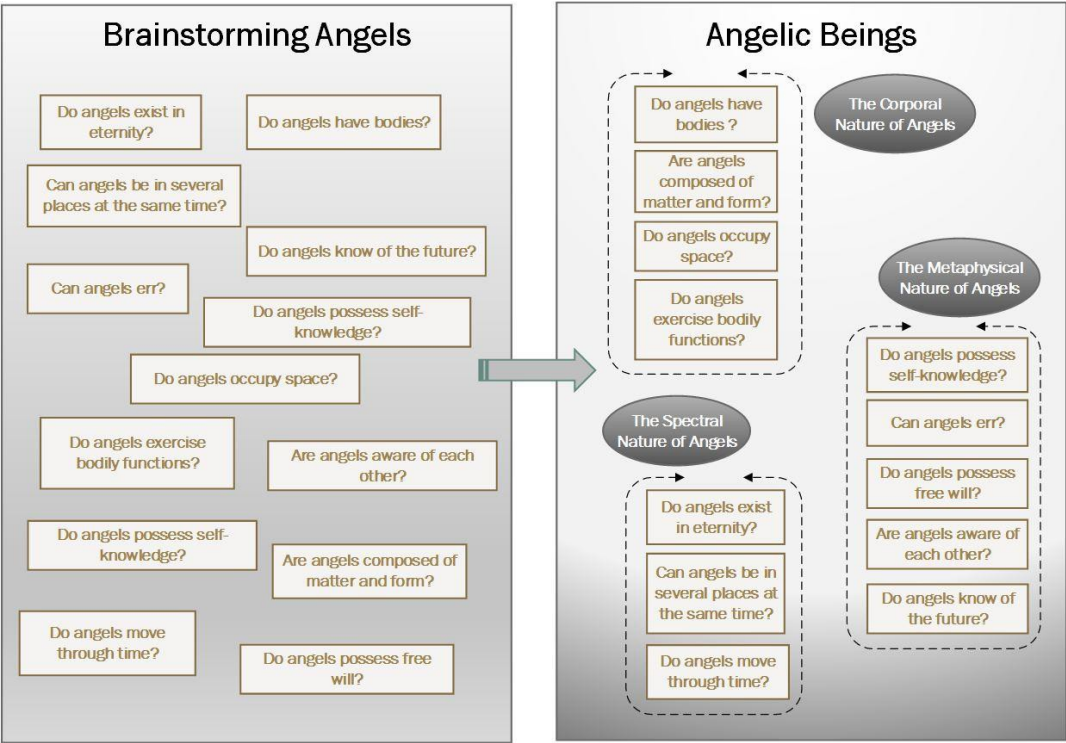 Brainstorming Angels
Do angels exist in
eternity?
Do angels have bodies?
Can angels be in several
places at the same time?
Do angels know of the future?
Can angels err?
Do angels possess self-
knowledge?
Do angels occupy space?
Do angels exercise
bodily functions?
Are angels aware of each
other?
Do angels possess self-
knowledge?
Are angels composed of
matter and form?
Do angels move
through time?
Do angels possess free
will?
Angelic Beings
The Corporal
Nature of Angels
Do angels have
bodies ?
Are angels
composed of
matter and form?
Do angels occupy
space?
Do angels
exercise bodily
functions?
The Metaphysical
Nature of Angels
Do angels possess
self-knowledge?
Can angels err?
Do angels possess
free will?
Are angels aware of
each other?
Do angels know of
the future?
The Spectral
Nature of Angels
Do angels exist
in eternity?
Can angels be in
several places at
the same time?
Do angels move
through time?